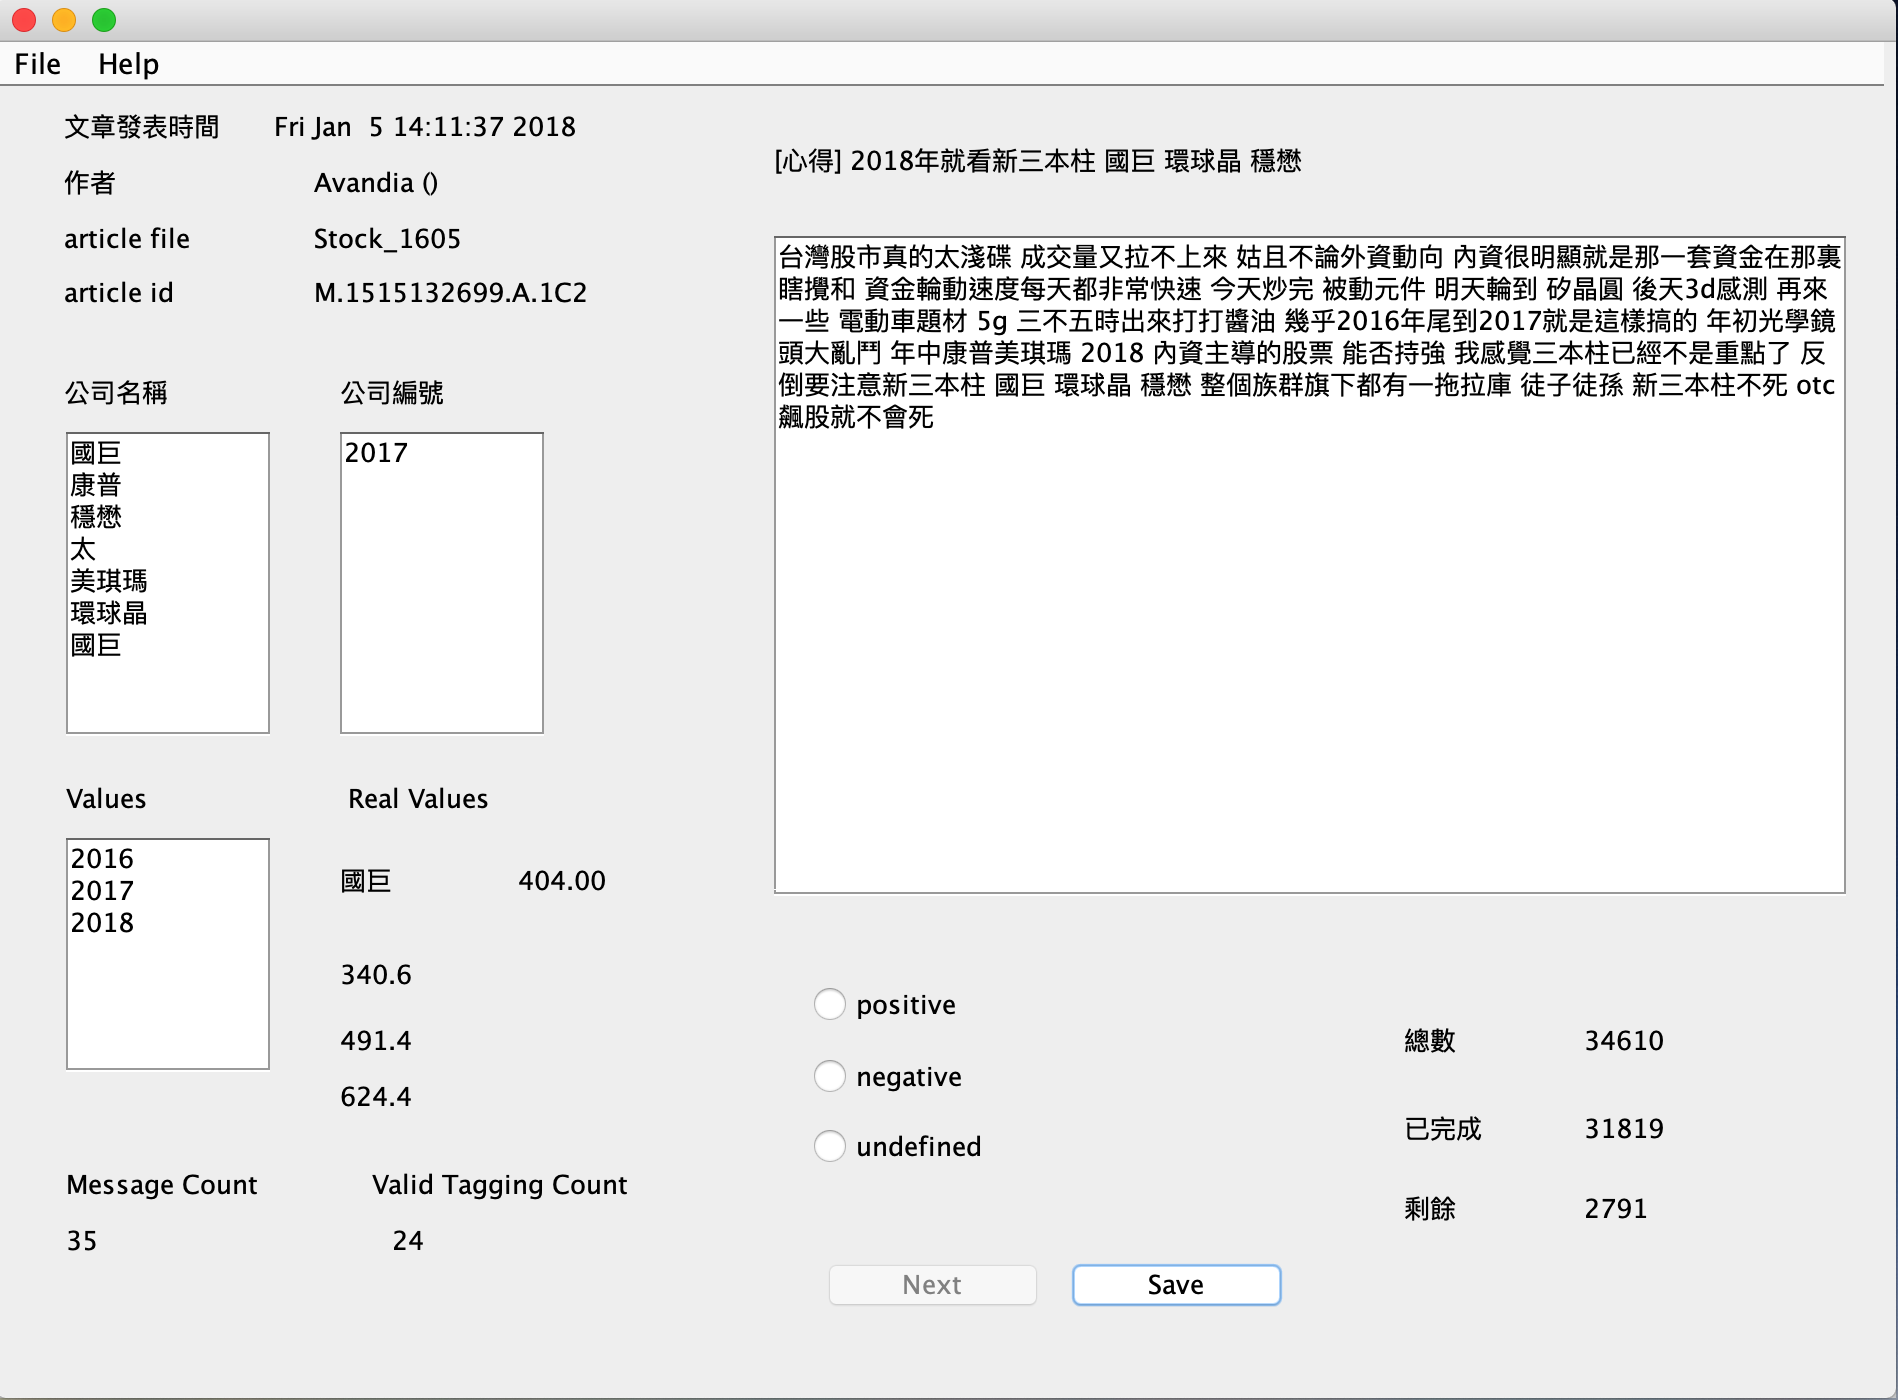 File Help
文章發表時間 Fri Jan  5 14:11:37 2018
作者 Avandia ()
article file Stock_1605
article id M.1515132699.A.1C2
公司名稱 公司編號
國巨
康普
穩懋
太
美琪瑪
環球晶
國巨
2017
Values Real Values
2016
2017
2018
國巨 404.00
340.6
491.4
624.4
Message Count Valid Tagging Count
35 24
[心得] 2018年就看新三本柱 國巨 環球晶 穩懋
台灣股市真的太淺碟 成交量又拉不上來 姑且不論外資動向 內資很明顯就是那一套資金在那裏
瞎攪和 資金輪動速度每天都非常快速 今天炒完 被動元件 明天輪到 矽晶圓 後天3d感測 再來
一些 電動車題材 5g 三不五時出來打打醬油 幾乎2016年尾到2017就是這樣搞的 年初光學鏡
頭大亂鬥 年中康普美琪瑪 2018 內資主導的股票 能否持強 我感覺三本柱已經不是重點了 反
倒要注意新三本柱 國巨 環球晶 穩懋 整個族群旗下都有一拖拉庫 徒子徒孫 新三本柱不死 otc
飆股就不會死
positive
negative
undefined
總數 34610
已完成 31819
剩餘 2791
Next Save